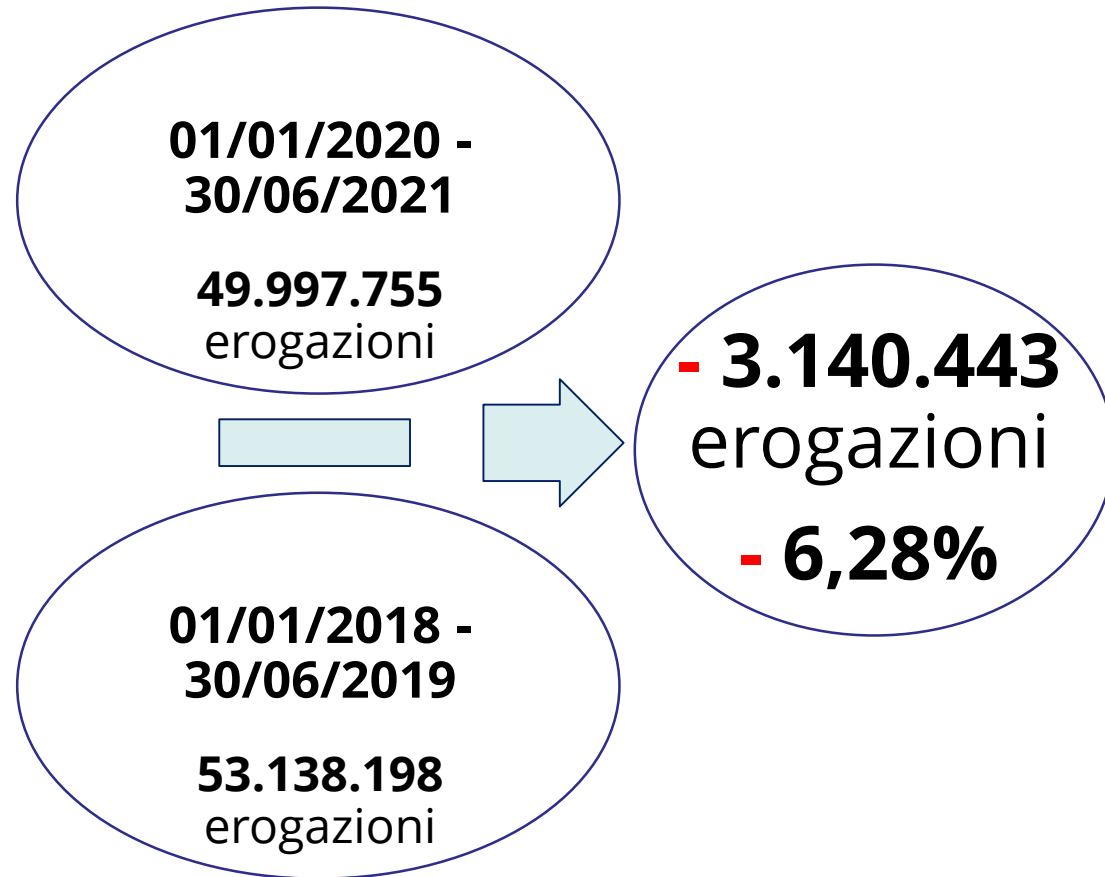 01/01/2020 -
30/06/2021
49.997.755
erogazioni
- 3.140.443
erogazioni
- 6,28%
01/01/2018 -
30/06/2019
53.138.198
erogazioni